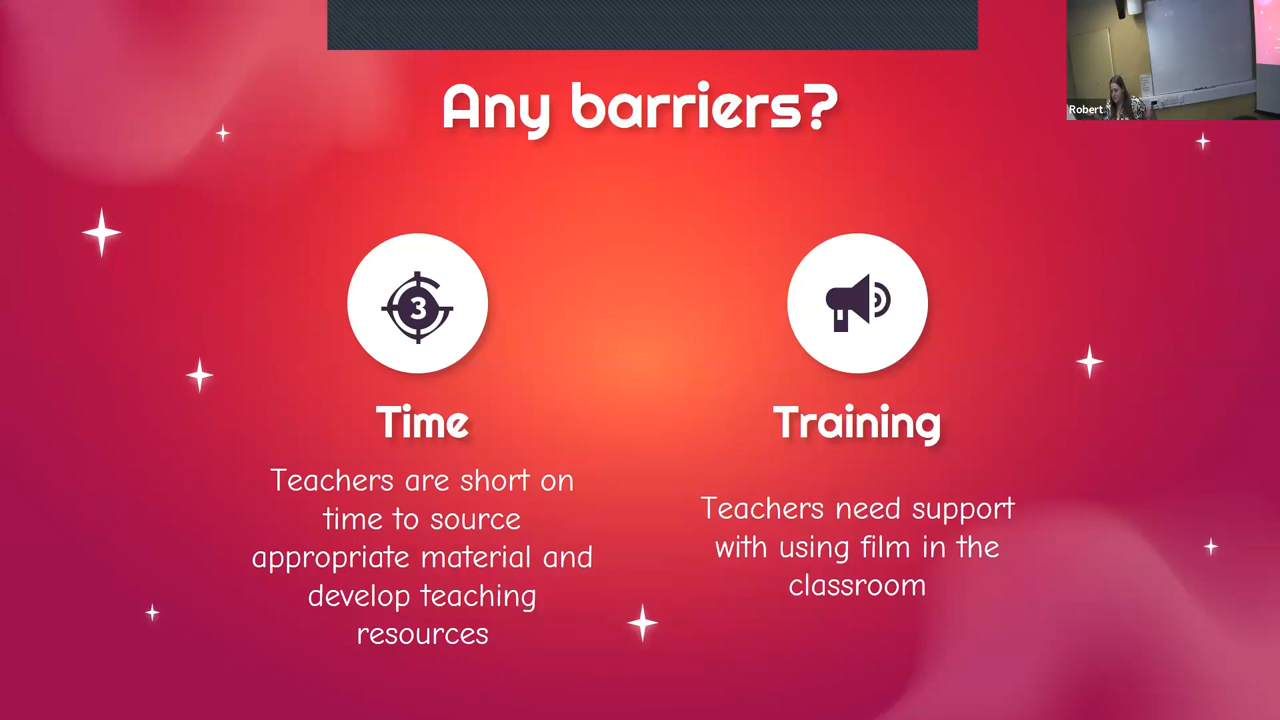 Any barriers?
Robert
3
Time
Teachers are short on
time to source
appropriate material and
develop teaching
resources
Training
Teachers need support
with using film in the
classroom